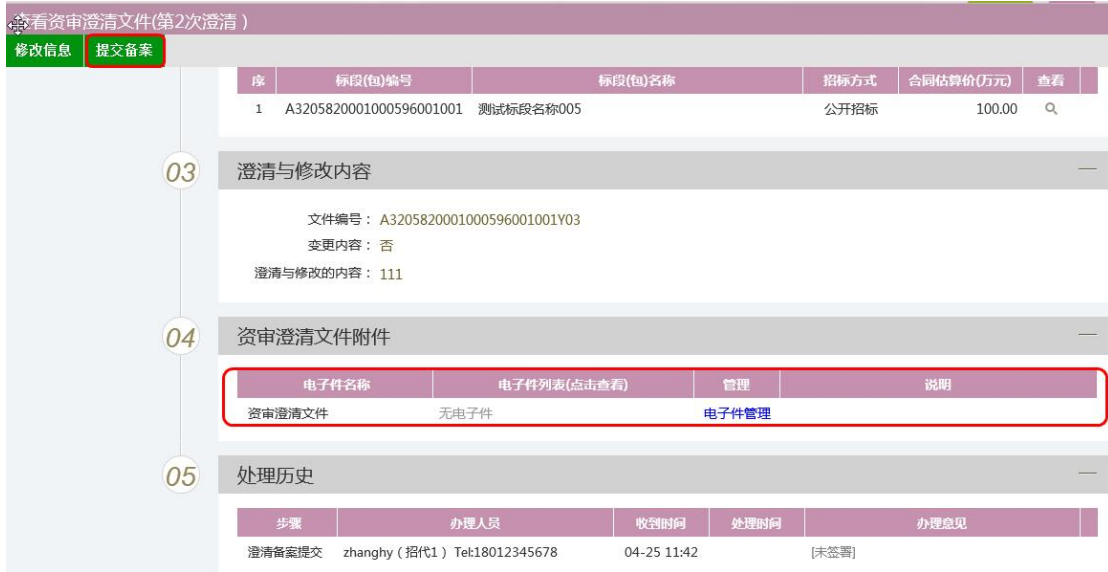 查看资审澄清文件(第2次澄清)
修改信息 提交备案
序 标段(包)编号 标段(包)名称 招标方式 合同估算价(万元) 查看
1 A3205820001000596001001 测试标段名称005 公开招标 100.00
03 澄清与修改内容
文件编号: A3205820001000596001001Y03
变更内容: 否
澄清与修改的内容: 111
04 资审澄清文件附件
电子件名称 电子件列表(点击查看) 管理 说明
资审澄清文件 无电子件 电子件管理
05 处理历史
步骤 办理人员 收到时间 处理时间 办理意见
澄清备案提交 zhanghy(招代1)Tel:18012345678 04-25 11:42 [未签署]